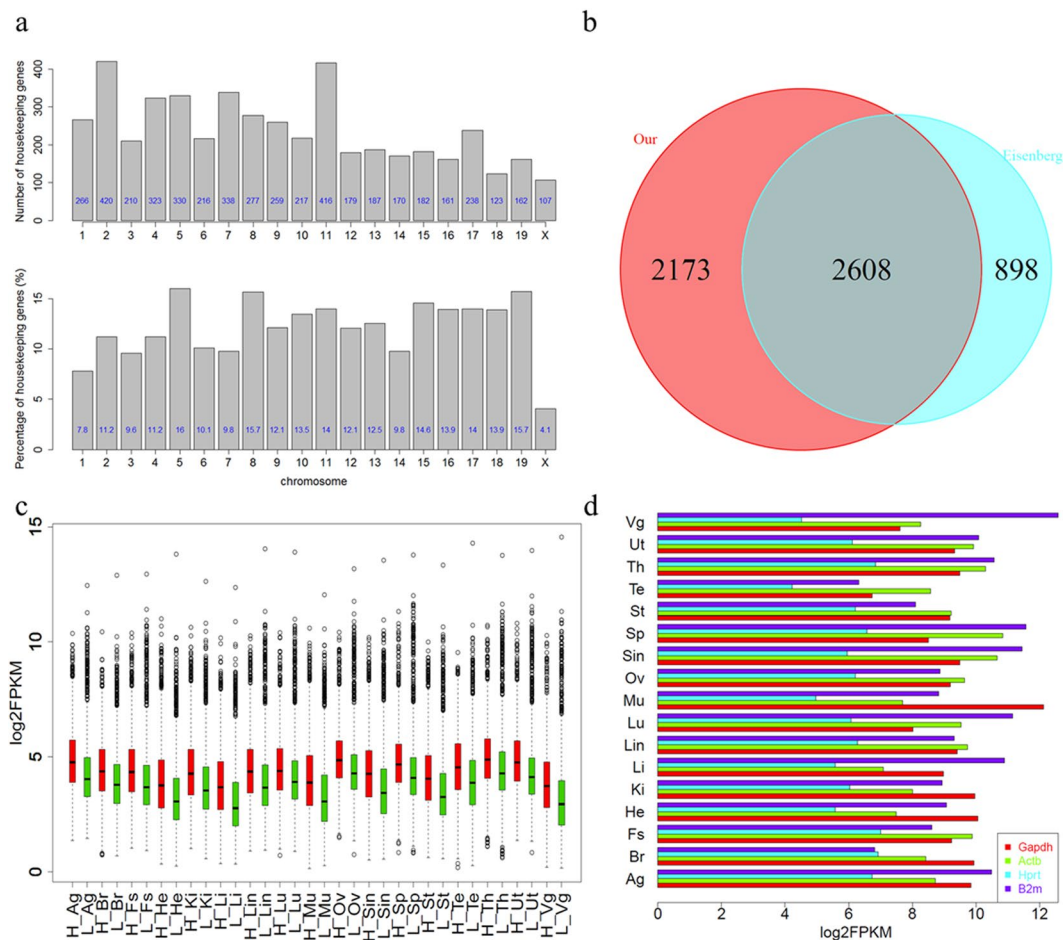 a
Number of housekeeping genes
400
300
200
100
0
266 420 210 323 330 216 338 277 259 217 416 179 187 170 182 161 238 123 162 107
1 2 3 4 5 6 7 8 9 10 11 12 13 14 15 16 17 18 19 X
Percentage of housekeeping genes (%)
15
10
5
0
7.8 11.2 9.6 11.2 16 10.1 9.8 15.7 12.1 13.5 14 12.1 12.5 9.8 14.6 13.9 14 13.9 15.7 4.1
1 2 3 4 5 6 7 8 9 10 11 12 13 14 15 16 17 18 19 X
chromosome
b
Our
Eisenberg
2173 2608 898
c
log2FPKM
15
10
5
0
H_Ag L_Ag H_Br L_Br H_Fs L_Fs H_He L_He H_Ki L_Ki H_Li L_Li H_Lin L_Lin H_Lu L_Lu H_Mu L_Mu H_Ov L_Ov H_Sin L_Sin H_Sp L_Sp H_St L_St H_Te L_Te H_Th L_Th H_Ut L_Ut H_Vg L_Vg
d
Vg
Ut
Th
Te
St
Sp
Sin
Ov
Mu
Lu
Lin
Li
Ki
He
Fs
Br
Ag
Gapdh
Actb
Hprt
B2m
0 2 4 6 8 10 12
log2FPKM